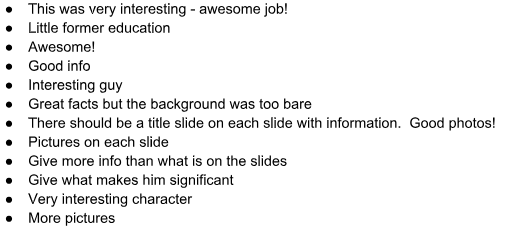 ● This was very interesting - awesome job!
● Little former education
● Awesome!
● Good info
● Interesting guy
● Great facts but the background was too bare
● There should be a title slide on each slide with information.  Good photos!
● Pictures on each slide
● Give more info than what is on the slides
● Give what makes him significant
● Very interesting character
● More pictures